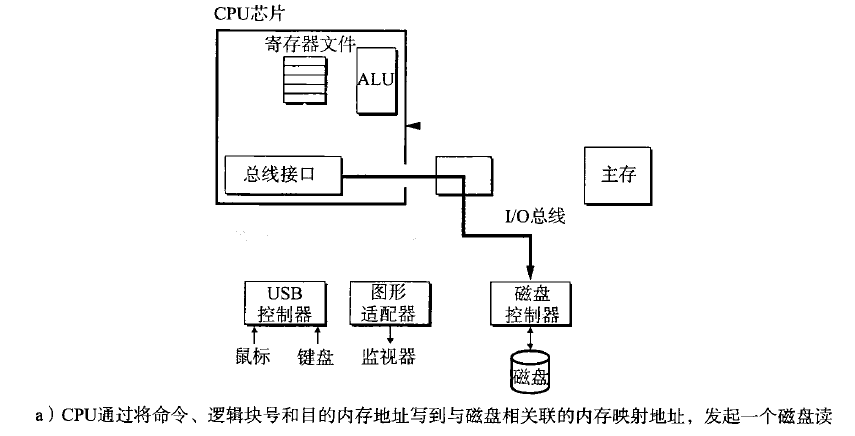 CPU芯片
寄存器文件
ALU
总线接口
主存
I/O总线
USB
控制器
图形
适配器
磁盘
控制器
鼠标
键盘
监视器
磁盘
a）CPU通过将命令、逻辑块号和目的内存地址写到与磁盘相关联的内存映射地址，发起一个磁盘读